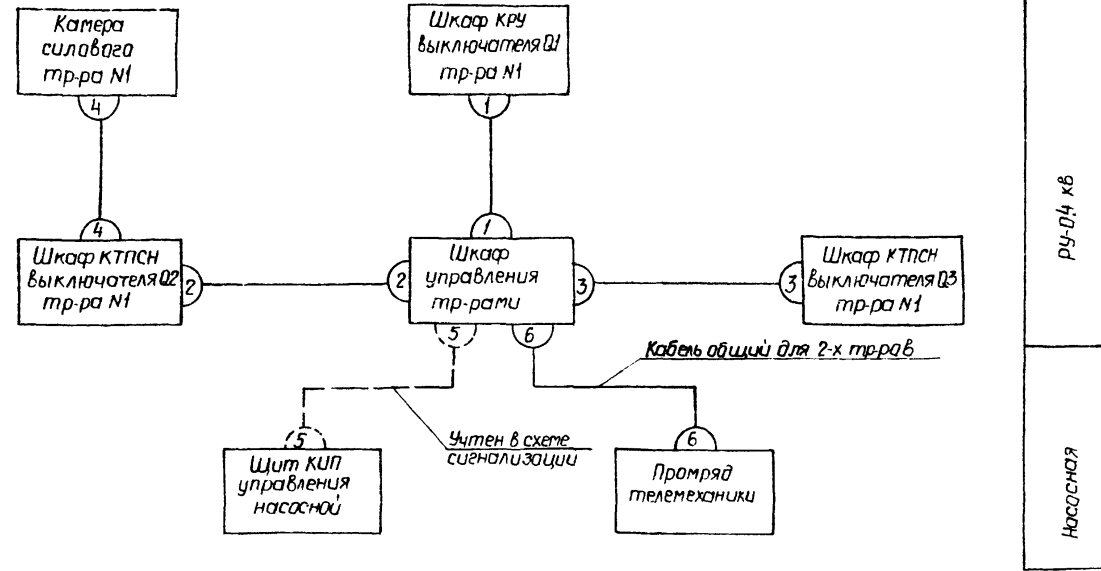 Камера
силового
тр-ра N1
4
Шкаф КРУ
выключателя Q1
тр-ра N1
1
4
Шкаф КТПСН
выключателя Q2
тр-ра N1
2
1
Шкаф
управления
тр-рами
2
3
5
6
3
Шкаф КТПСН
выключателя Q3
тр-ра N1
Кабель общий для 2-х тр-ров
Учтен в схеме
сигнализации
5
Щит КИП
управления
насосной
6
Промряд
телемеханики
РУ-0,4 кв
Насосная